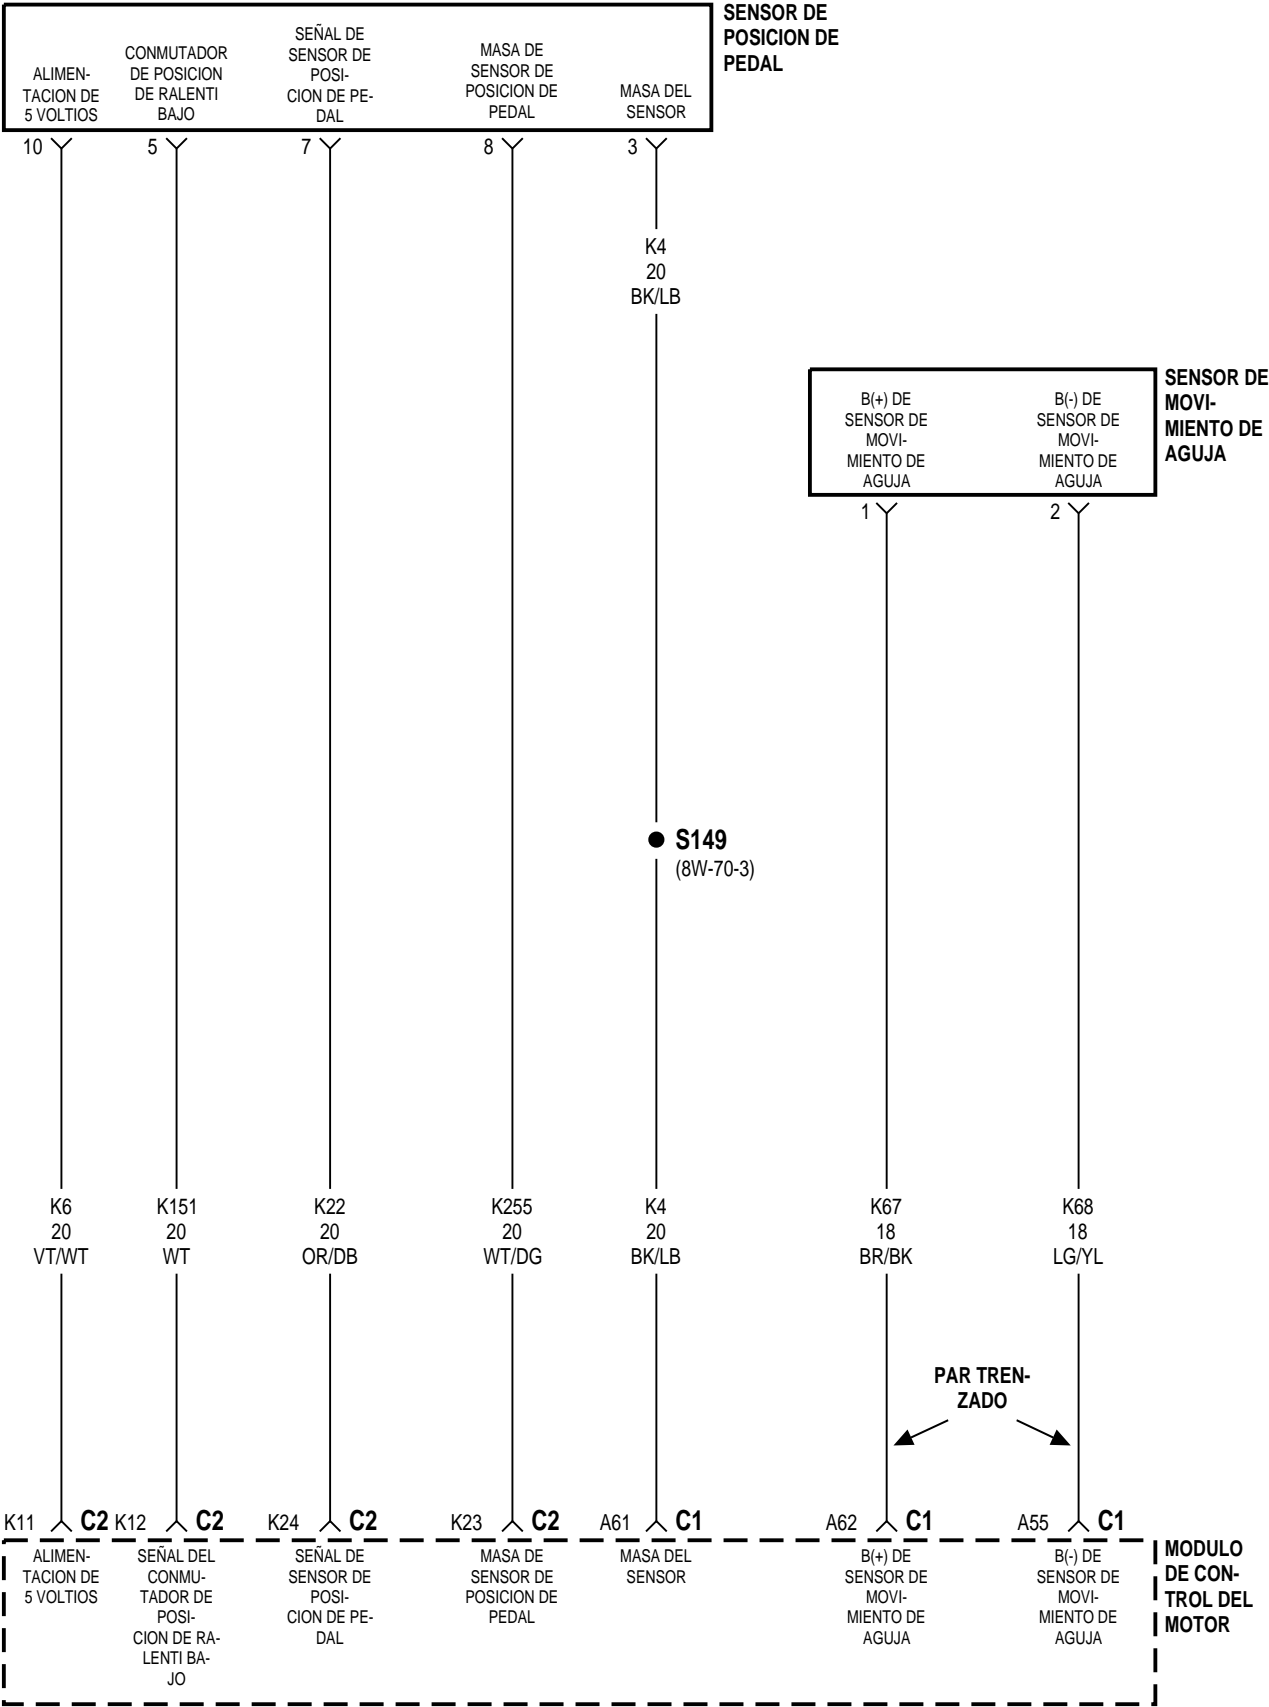 SENSOR DE
POSICION DE
PEDAL
ALIMEN-
TACION DE
5 VOLTIOS
CONMUTADOR
DE POSICION
DE RALENTI
BAJO
SEÑAL DE
SENSOR DE
POSI-
CION DE PE-
DAL
MASA DE
SENSOR DE
POSICION DE
PEDAL
MASA DEL
SENSOR
10
5
7
8
3
K4
20
BK/LB
SENSOR DE
MOVI-
MIENTO DE
AGUJA
B(+) DE
SENSOR DE
MOVI-
MIENTO DE
AGUJA
B(-) DE
SENSOR DE
MOVI-
MIENTO DE
AGUJA
1
2
S149
(8W-70-3)
K6
20
VT/WT
K151
20
WT
K22
20
OR/DB
K255
20
WT/DG
K4
20
BK/LB
K67
18
BR/BK
K68
18
LG/YL
PAR TREN-
ZADO
K11 C2
K12 C2
K24 C2
K23 C2
A61 C1
A62 C1
A55 C1
ALIMEN-
TACION DE
5 VOLTIOS
SEÑAL DEL
CONMU-
TADOR DE
POSI-
CION DE RA-
LENTI BA-
JO
SEÑAL DE
SENSOR DE
POSI-
CION DE PE-
DAL
MASA DE
SENSOR DE
POSICION DE
PEDAL
MASA DEL
SENSOR
B(+) DE
SENSOR DE
MOVI-
MIENTO DE
AGUJA
B(-) DE
SENSOR DE
MOVI-
MIENTO DE
AGUJA
MODULO
DE CON-
TROL DEL
MOTOR